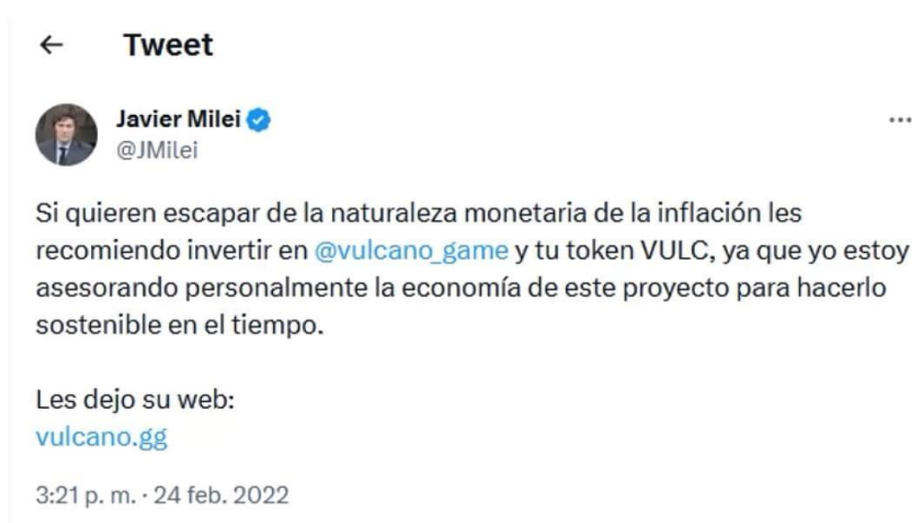 Tweet
Javier Milei
@JMilei
Si quieren escapar de la naturaleza monetaria de la inflación les
recomiendo invertir en @vulcano_game y tu token VULC, ya que yo estoy
asesorando personalmente la economía de este proyecto para hacerlo
sostenible en el tiempo.
Les dejo su web:
vulcano.gg
3:21 p. m. · 24 feb. 2022